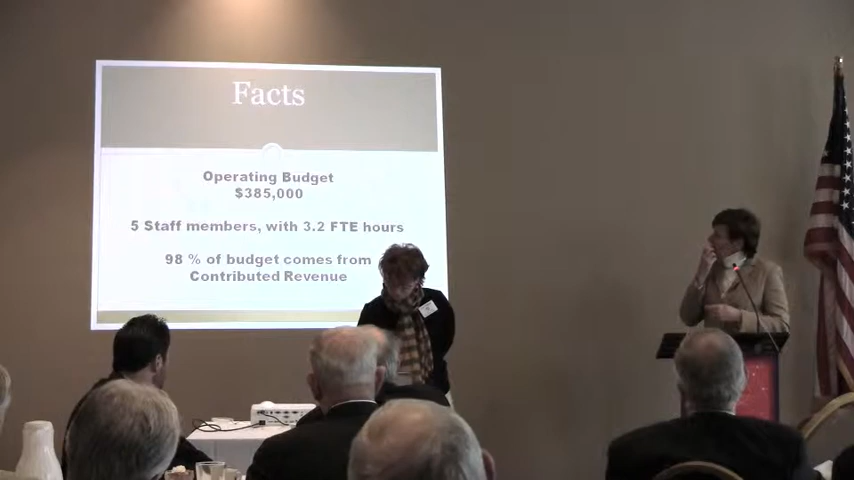 Facts
Operating Budget
$385,000
5 Staff members, with 3.2 FTE hours
98 % of budget comes from
Contributed Revenue